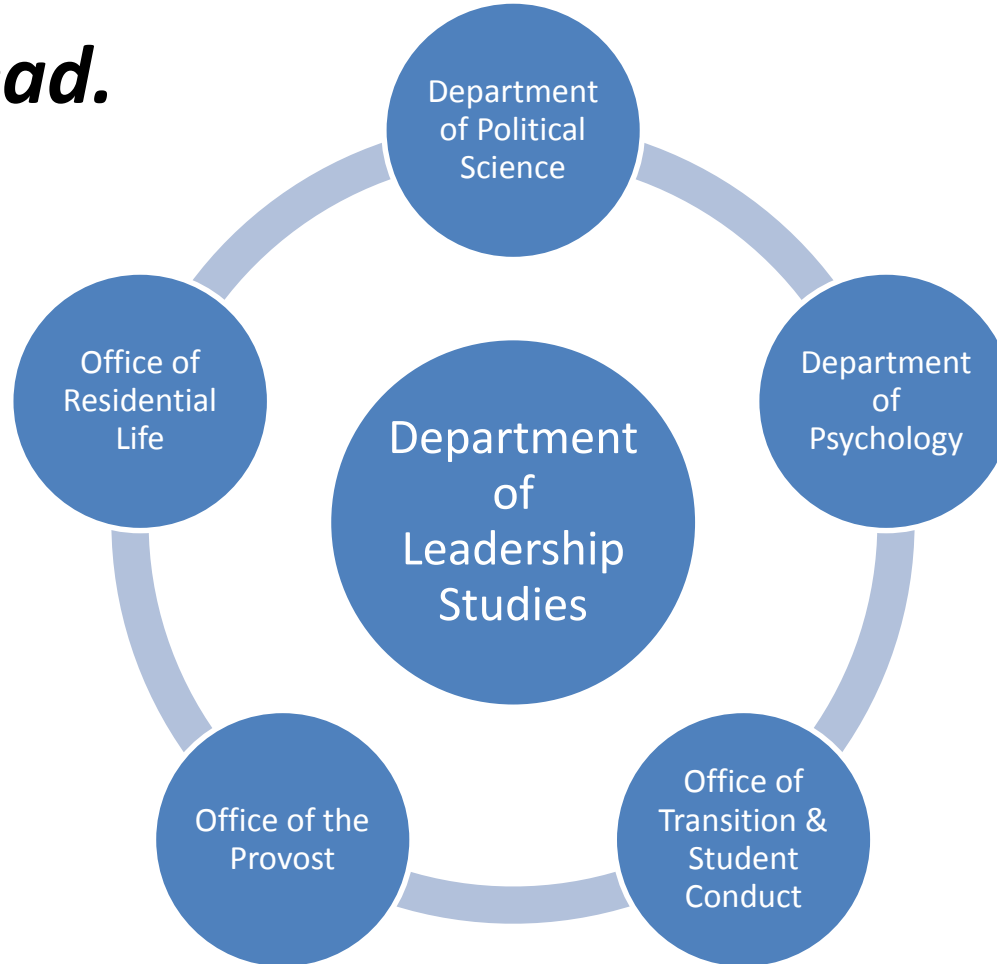 Department
of Political
Science
Office of
Residential
Life
Department
of
Psychology
Department
of
Leadership
Studies
Office of the
Provost
Office of
Transition &
Student
Conduct